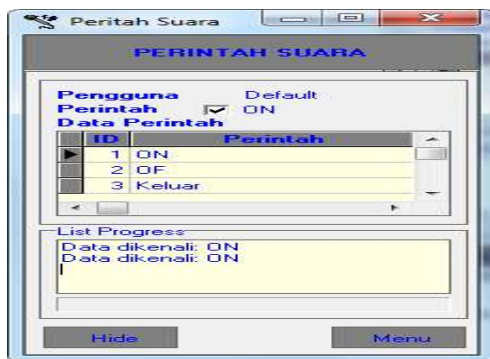 Peritah Suara
PERINTAH SUARA
Pengguna Default
Perintah ON
Data Perintah
ID Perintah
1 ON
2 OF
3 Keluar
List Progress
Data dikenali: ON
Data dikenali: ON
Hide Menu